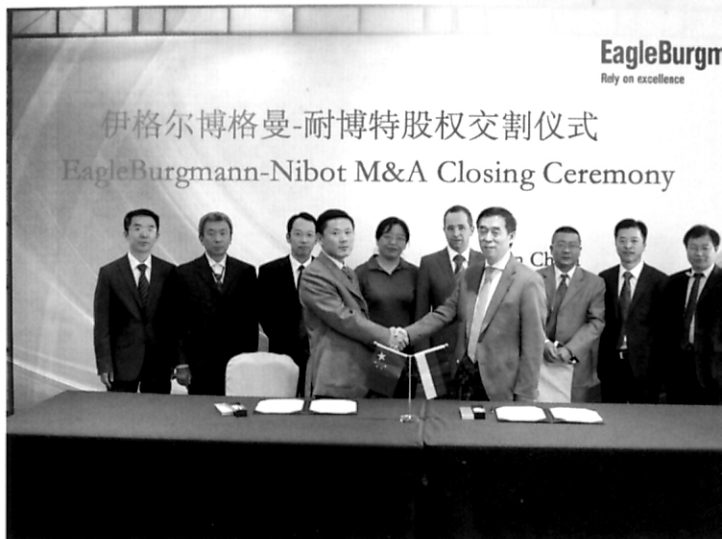 EagleBurgm
Rely on excellence
伊格尔博格曼-耐博特股权交割仪式
EagleBurgmann-Nibot M&A Closing Ceremony
n Ch